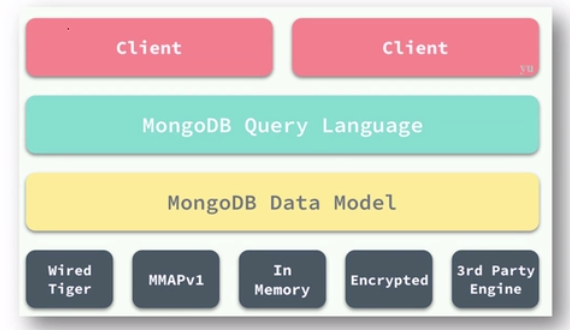 Client
Client
yu
MongoDB Query Language
MongoDB Data Model
Wired
Tiger
MMAPv1
In
Memory
Encrypted
3rd Party
Engine